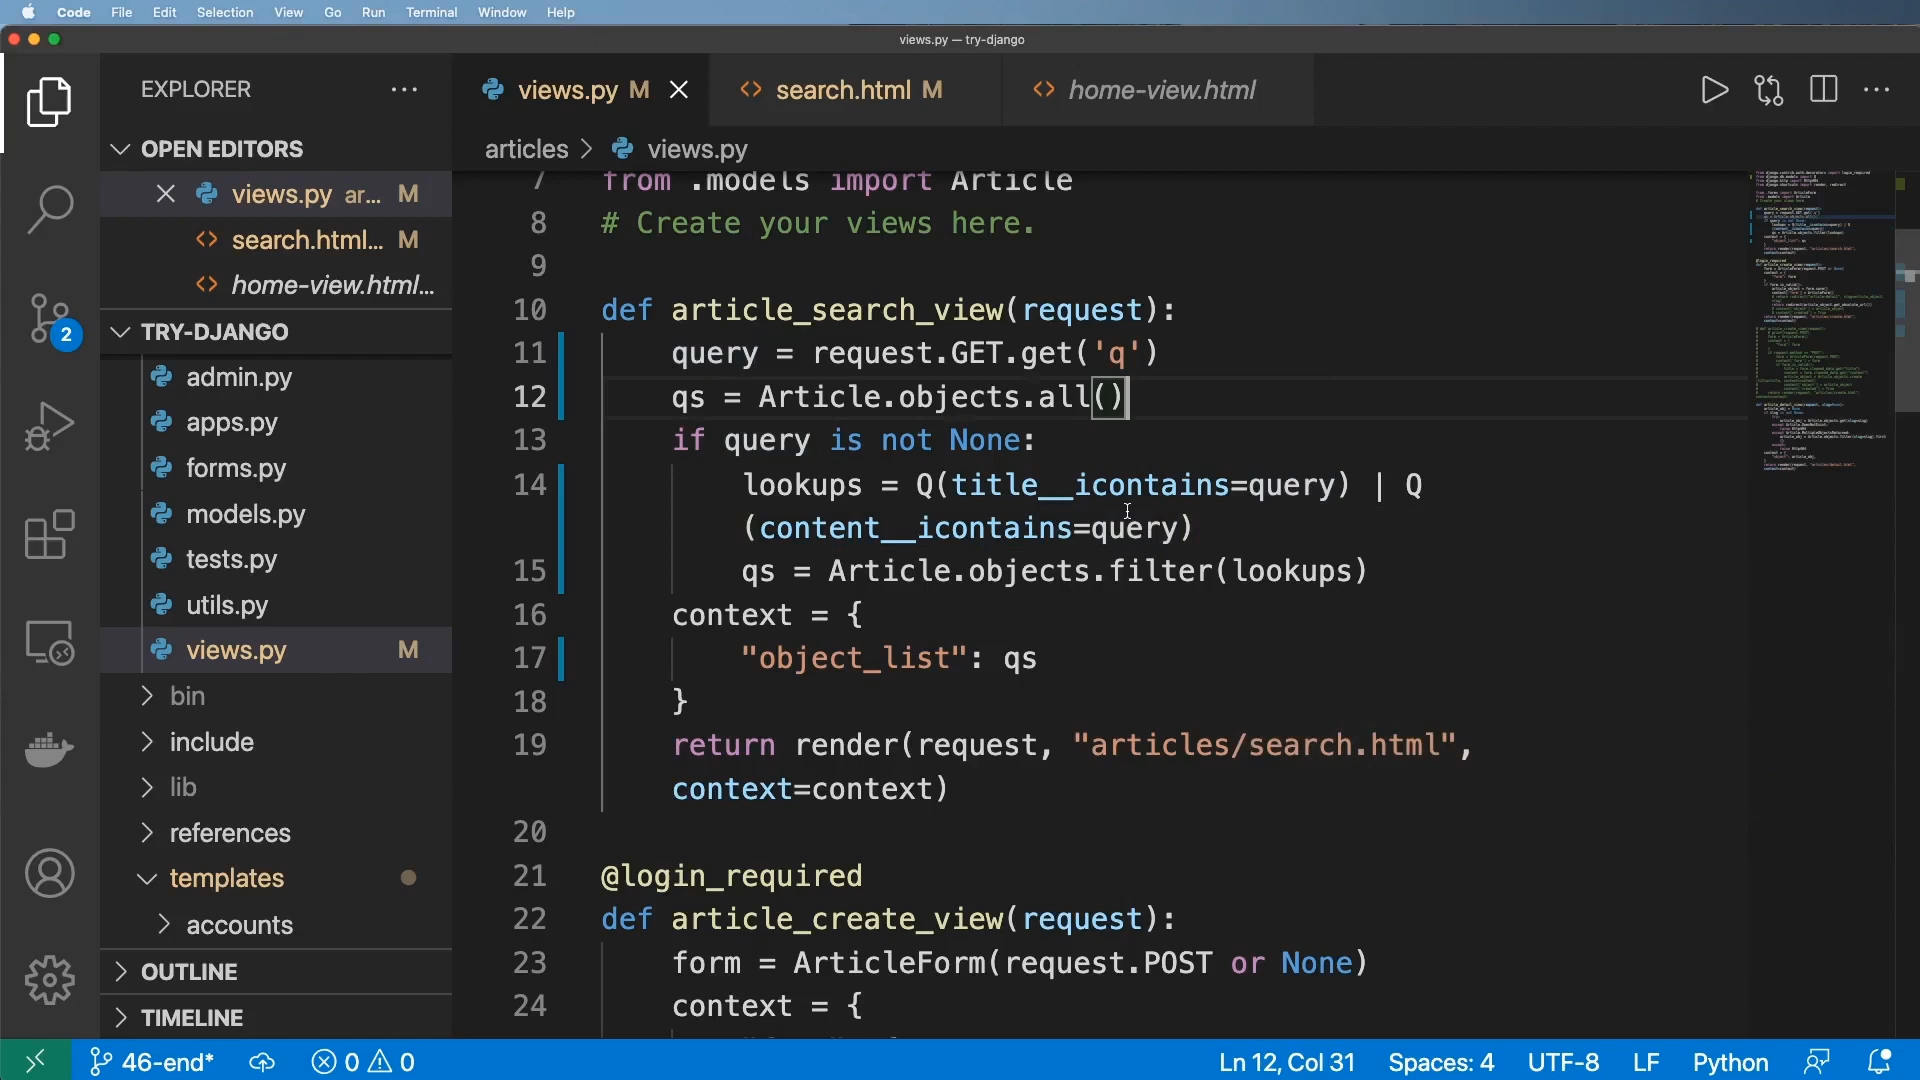 Code File Edit Selection View Go Run Terminal Window Help
views.py — try-django
EXPLORER
views.py M
search.html M
home-view.html
OPEN EDITORS
articles > views.py
views.py ar... M
search.html... M
home-view.html...
TRY-DJANGO
admin.py
apps.py
forms.py
models.py
tests.py
utils.py
views.py M
bin
include
lib
references
templates
accounts
OUTLINE
TIMELINE
2
7 from .models import Article
8 # Create your views here.
9
10 def article_search_view(request):
11 query = request.GET.get('q')
12 qs = Article.objects.all()
13 if query is not None:
14 lookups = Q(title__icontains=query) | Q
(content__icontains=query)
15 qs = Article.objects.filter(lookups)
16 context = {
17 "object_list": qs
18 }
19 return render(request, "articles/search.html",
context=context)
20
21 @login_required
22 def article_create_view(request):
23 form = ArticleForm(request.POST or None)
24 context = {
46-end* 0 0 Ln 12, Col 31 Spaces: 4 UTF-8 LF Python